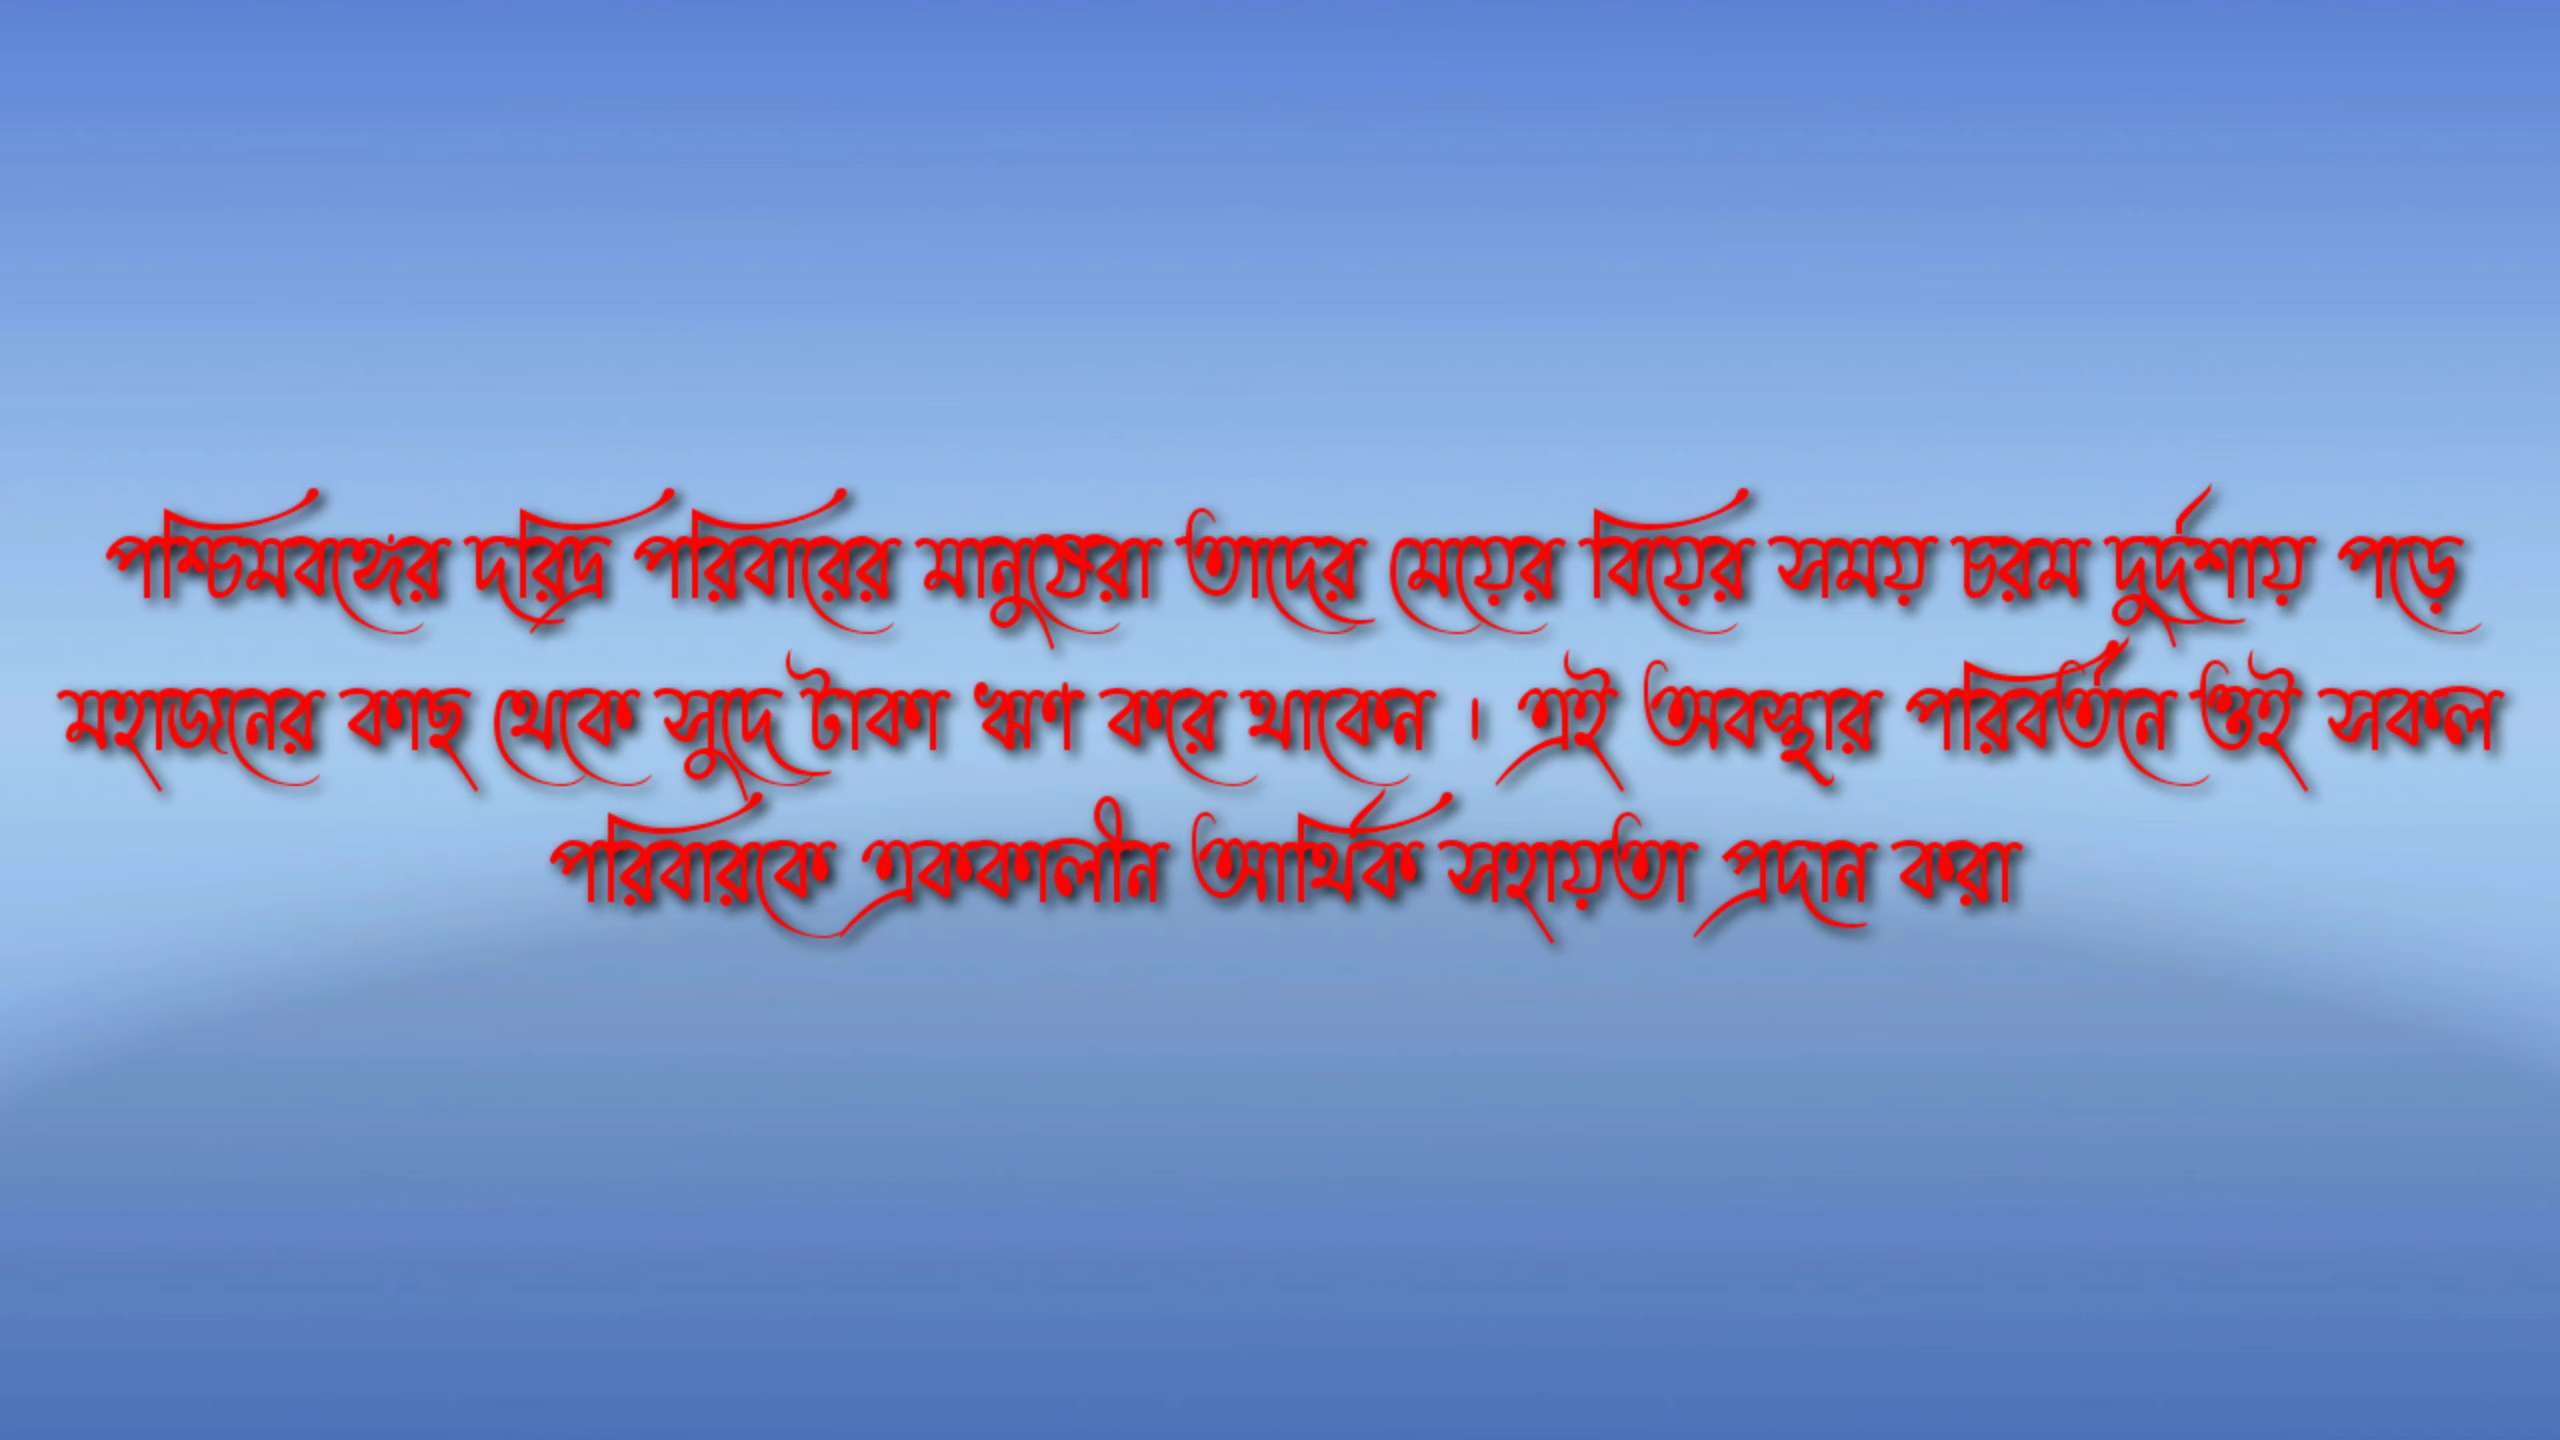 পশ্চিমবঙ্গের দরিদ্র পরিবারের মানুষেরা তাদের মেয়ের বিয়ের সময় চরম দুর্দশায় পড়ে
মহাজনের কাছ থেকে সুদে টাকা ঋণ করে থাকেন । এই অবস্থার পরিবর্তনে ওই সকল
পরিবারকে এককালীন আর্থিক সহায়তা প্রদান করা